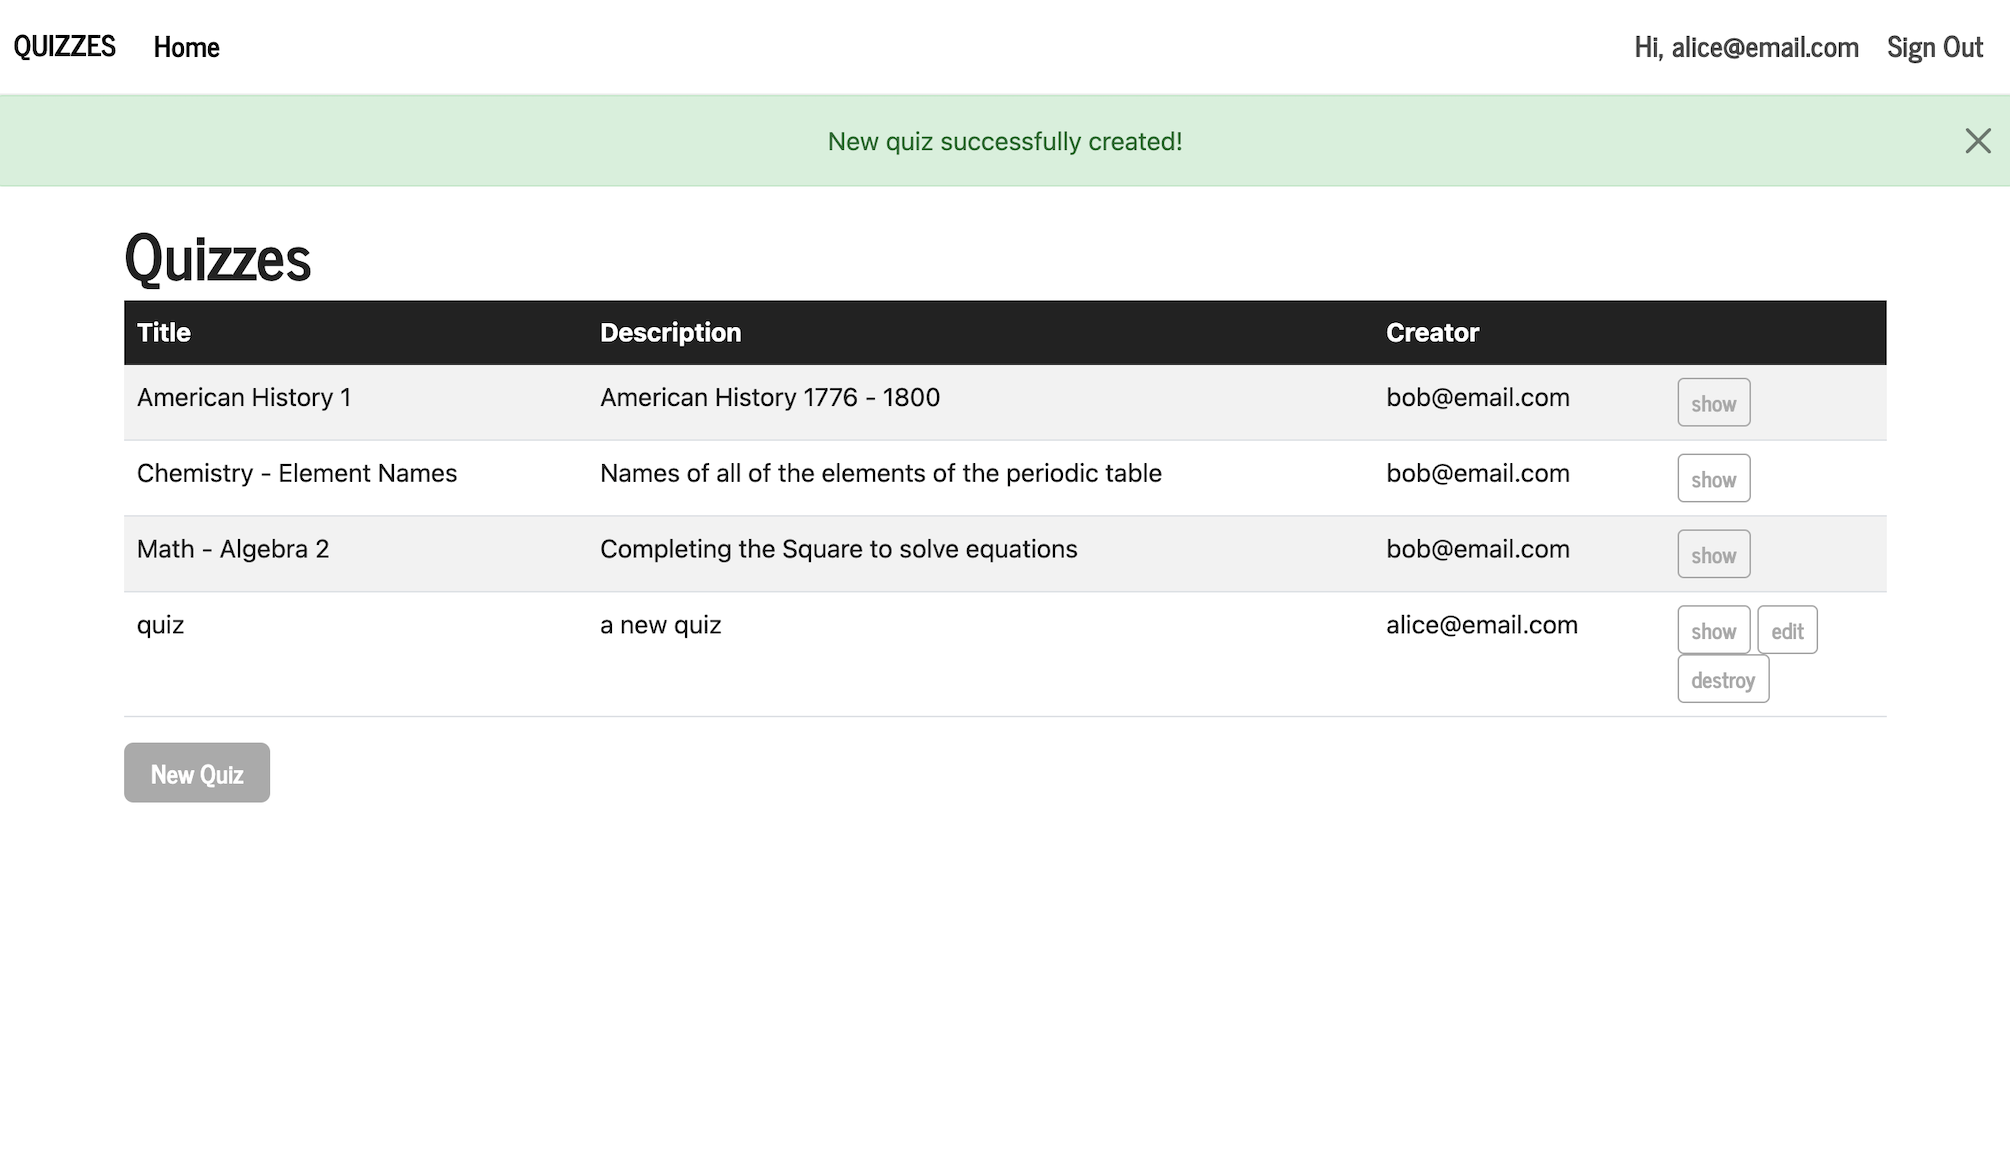 QUIZZES Home Hi, alice@email.com Sign Out
New quiz successfully created!
Quizzes
Title Description Creator
American History 1 American History 1776 - 1800 bob@email.com show
Chemistry - Element Names Names of all of the elements of the periodic table bob@email.com show
Math - Algebra 2 Completing the Square to solve equations bob@email.com show
quiz a new quiz alice@email.com show edit
destroy
New Quiz